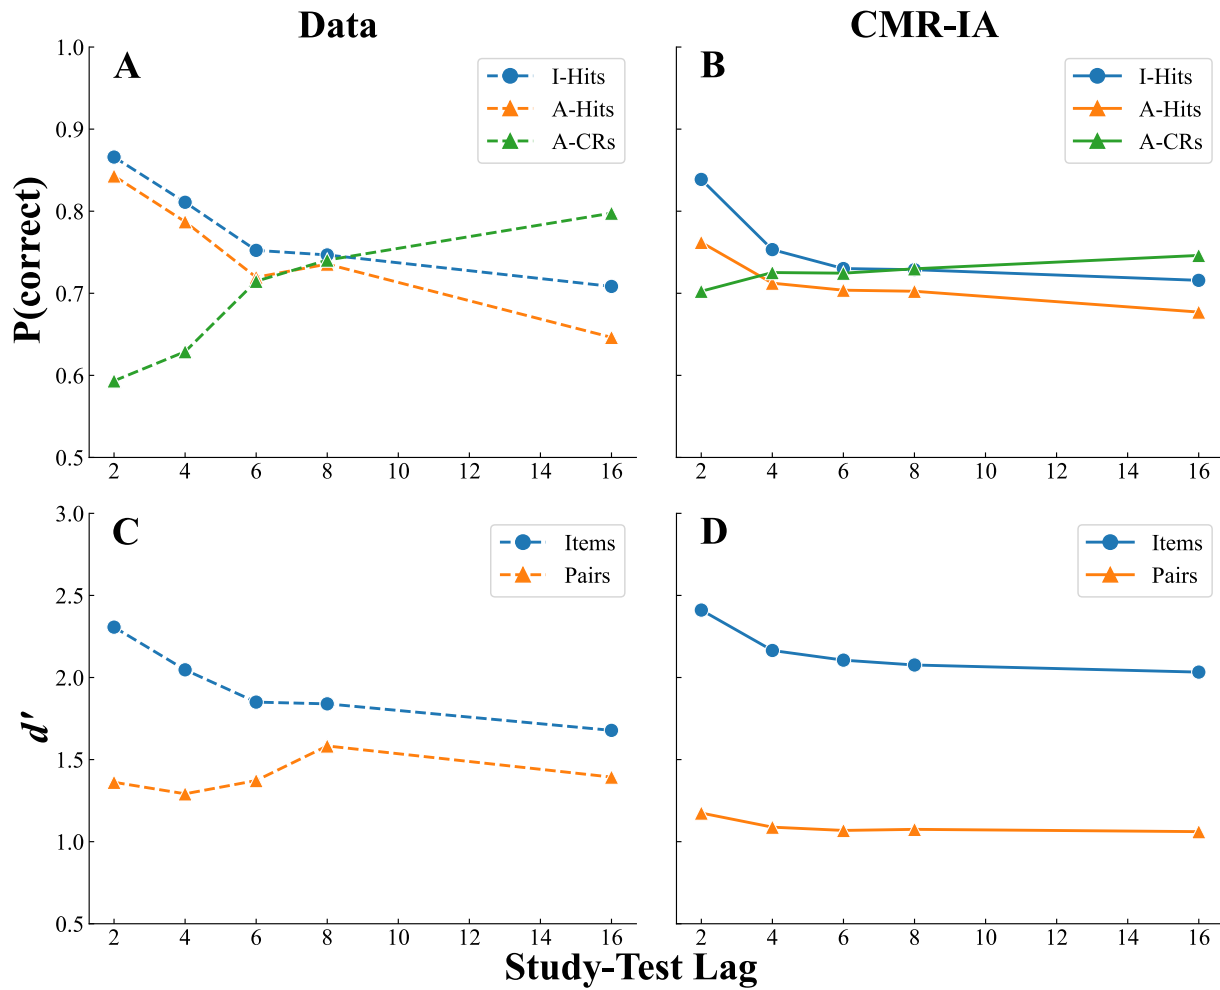 Data
CMR-IA
A
I-Hits
A-Hits
A-CRs
B
I-Hits
A-Hits
A-CRs
P(correct)
1.0
0.9
0.8
0.7
0.6
0.5
2 4 6 8 10 12 14 16
2 4 6 8 10 12 14 16
C
Items
Pairs
D
Items
Pairs
d′
3.0
2.5
2.0
1.5
1.0
0.5
2 4 6 8 10 12 14 16
2 4 6 8 10 12 14 16
Study-Test Lag